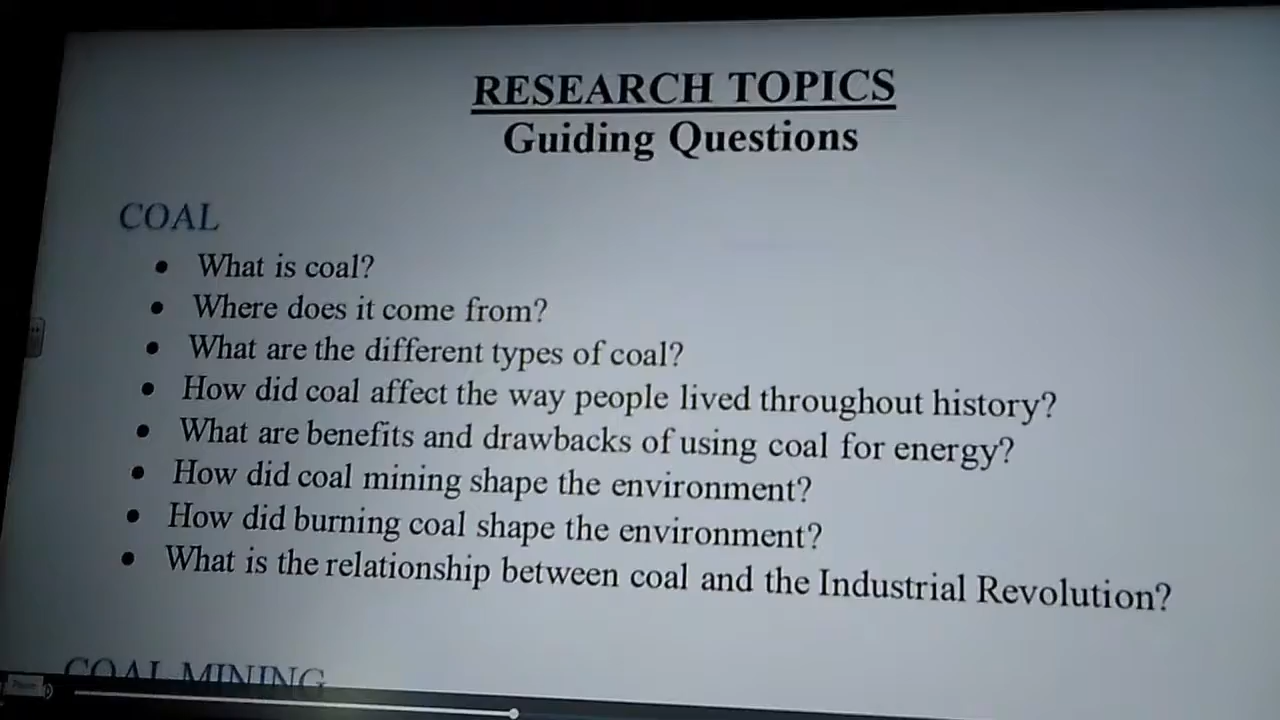 RESEARCH TOPICS
Guiding Questions
COAL
• What is coal?
• Where does it come from?
• What are the different types of coal?
• How did coal affect the way people lived throughout history?
• What are benefits and drawbacks of using coal for energy?
• How did coal mining shape the environment?
• How did burning coal shape the environment?
• What is the relationship between coal and the Industrial Revolution?
COAL MINING